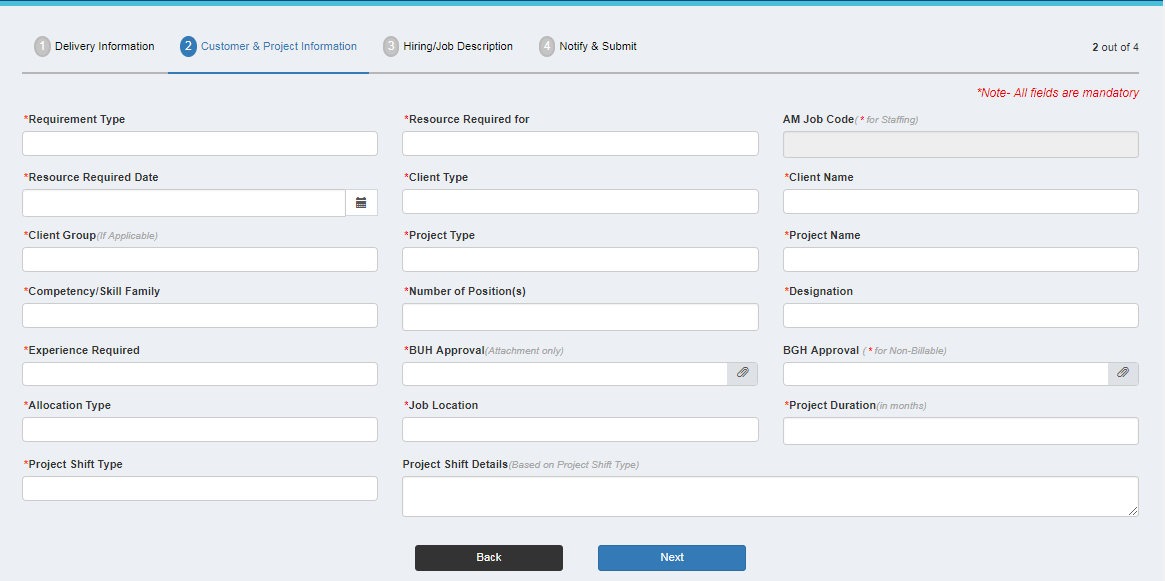 1 Delivery Information 2 Customer & Project Information 3 Hiring/Job Description 4 Notify & Submit 2 out of 4
*Note- All fields are mandatory
*Requirement Type *Resource Required for AM Job Code( * for Staffing)
*Resource Required Date *Client Type *Client Name
*Client Group(If Applicable) *Project Type *Project Name
*Competency/Skill Family *Number of Position(s) *Designation
*Experience Required *BUH Approval(Attachment only) BGH Approval ( * for Non-Billable)
*Allocation Type *Job Location *Project Duration(in months)
*Project Shift Type Project Shift Details(Based on Project Shift Type)
Back Next